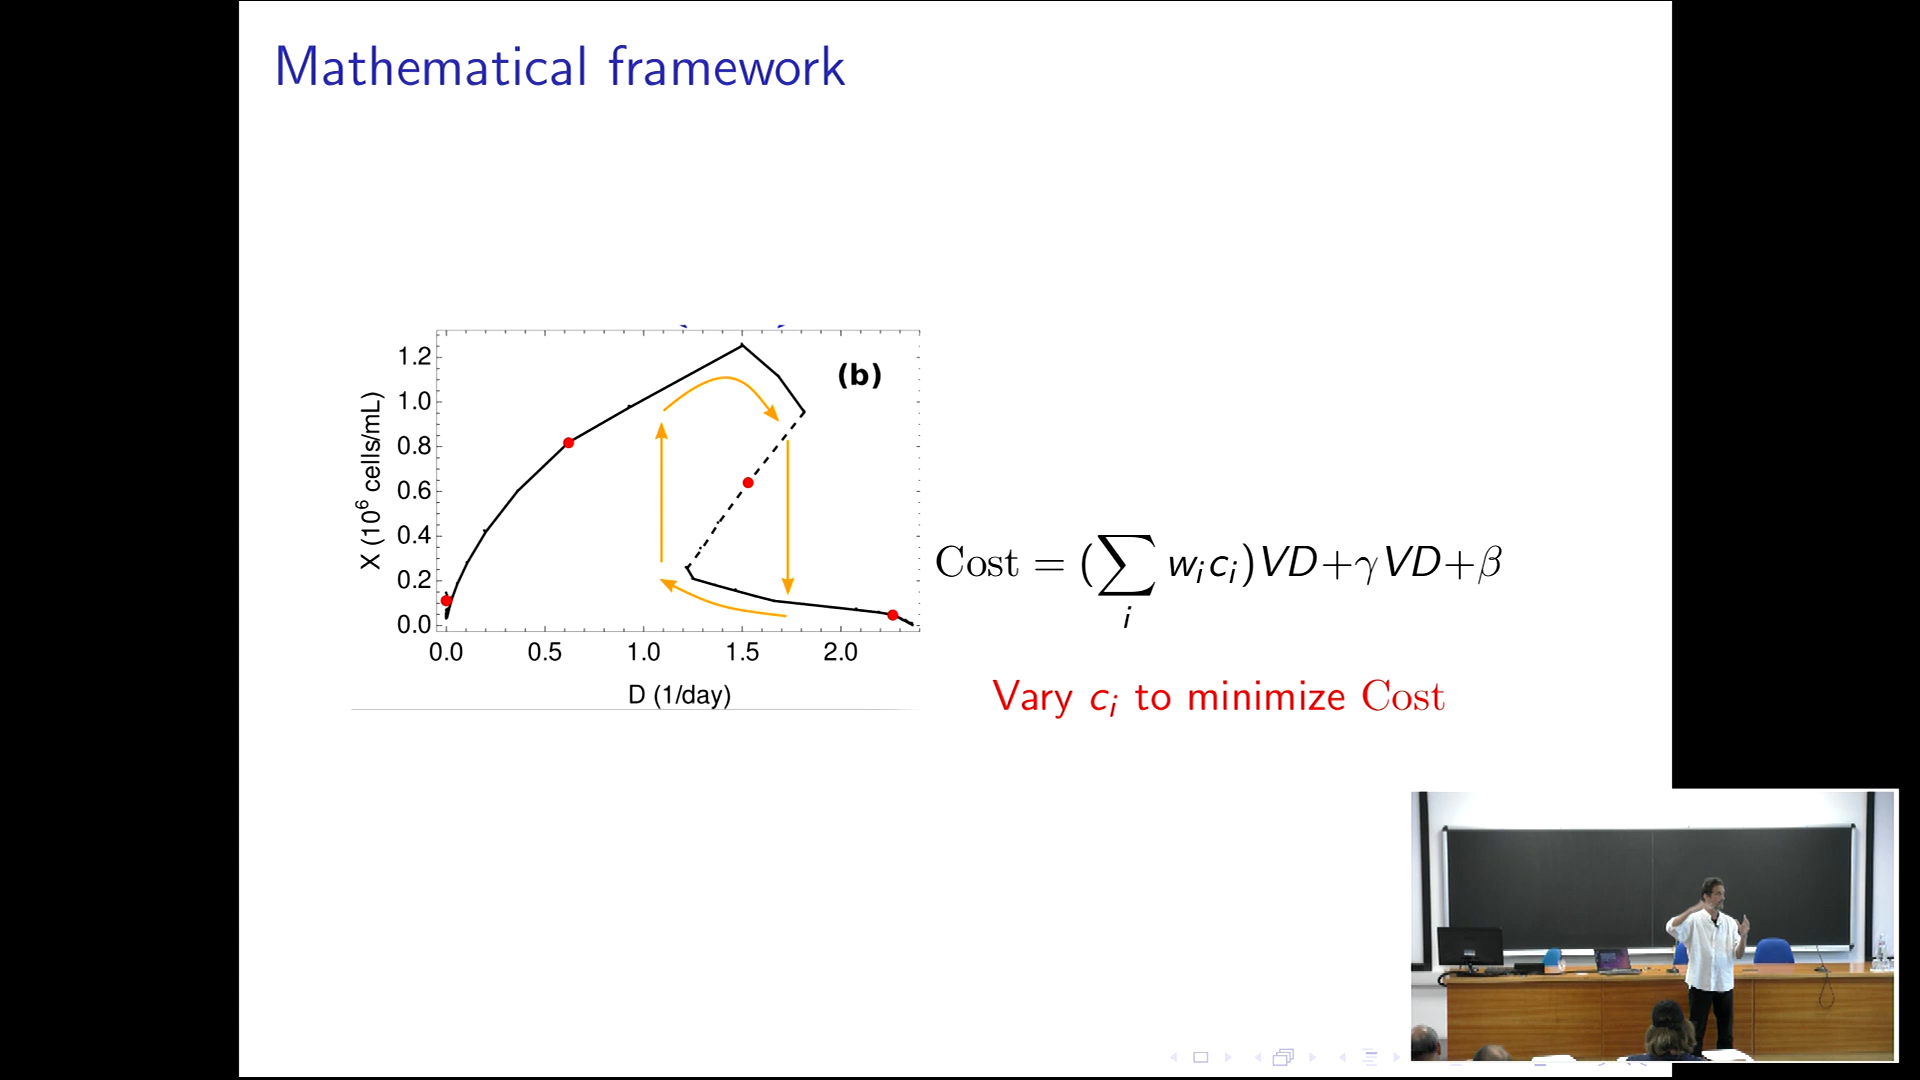 Mathematical framework
(b)
1.2
1.0
0.8
0.6
0.4
0.2
0.0
X (10⁶ cells/mL)
0.0 0.5 1.0 1.5 2.0
D (1/day)
Cost = (∑ᵢ wᵢcᵢ)VD+γVD+β
Vary cᵢ to minimize Cost